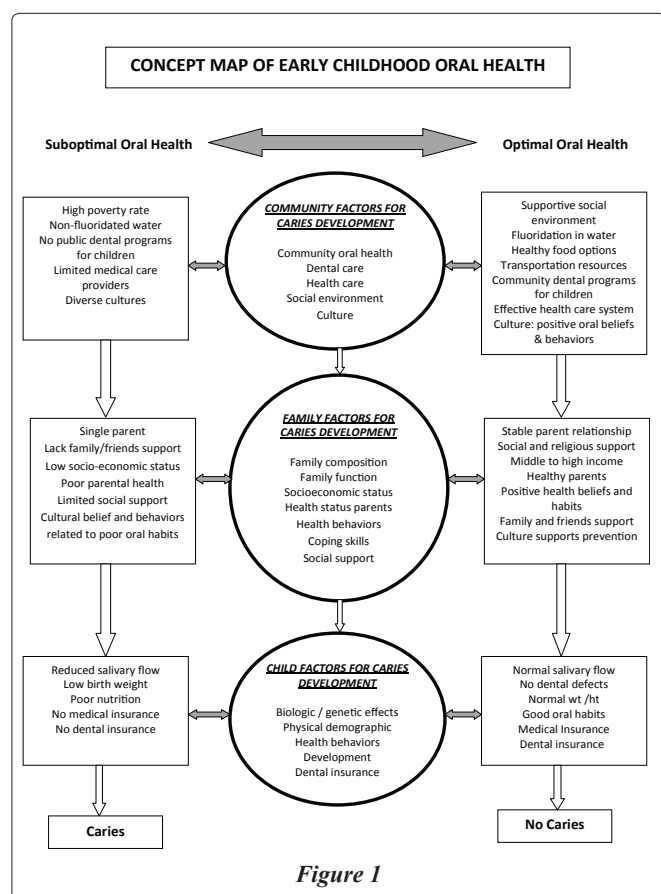 CONCEPT MAP OF EARLY CHILDHOOD ORAL HEALTH
Suboptimal Oral Health
Optimal Oral Health
High poverty rate
Non-fluoridated water
No public dental programs
for children
Limited medical care
providers
Diverse cultures
COMMUNITY FACTORS FOR
CARIES DEVELOPMENT
Community oral health
Dental care
Health care
Social environment
Culture
Supportive social
environment
Fluoridation in water
Healthy food options
Transportation resources
Community dental programs
for children
Effective health care system
Culture: positive oral beliefs
& behaviors
Single parent
Lack family/friends support
Low socio-economic status
Poor parental health
Limited social support
Cultural belief and behaviors
related to poor oral habits
FAMILY FACTORS FOR
CARIES DEVELOPMENT
Family composition
Family function
Socioeconomic status
Health status parents
Health behaviors
Coping skills
Social support
Stable parent relationship
Social and religious support
Middle to high income
Healthy parents
Positive health beliefs and
habits
Family and friends support
Culture supports prevention
Reduced salivary flow
Low birth weight
Poor nutrition
No medical insurance
No dental insurance
CHILD FACTORS FOR CARIES
DEVELOPMENT
Biologic / genetic effects
Physical demographic
Health behaviors
Development
Dental insurance
Normal salivary flow
No dental defects
Normal wt /ht
Good oral habits
Medical Insurance
Dental insurance
Caries
No Caries
Figure 1